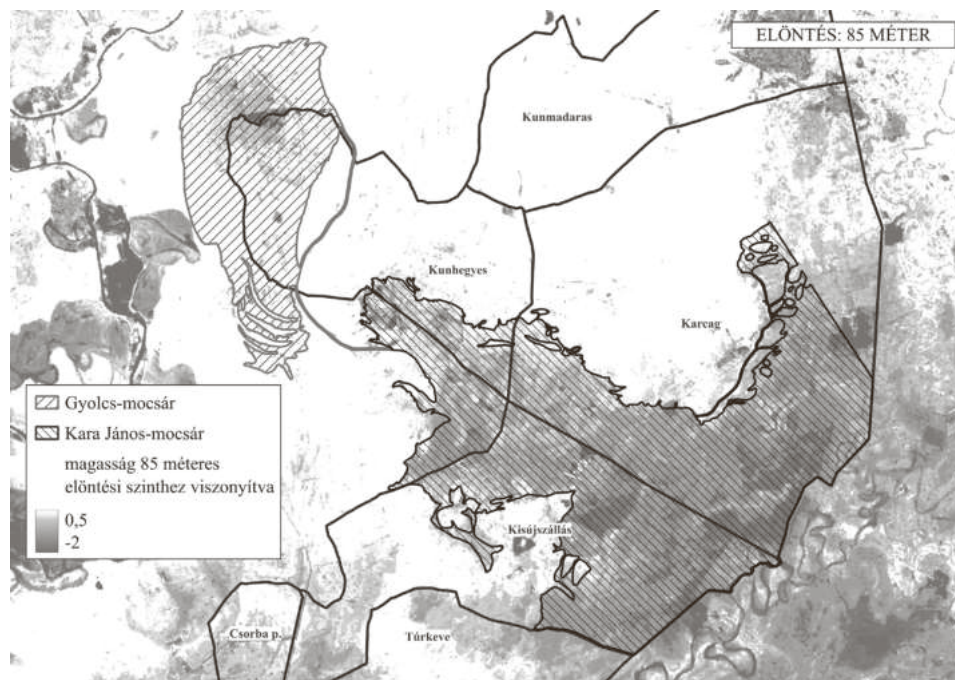 ELÖNTÉS: 85 MÉTER
Kunmadaras
Kunhegyes
Karcag
Gyolcs-mocsár
Kara János-mocsár
magasság 85 méteres
elöntési szinthez viszonyítva
0,5
-2
Kisújszállás
Csorba p.
Túrkeve